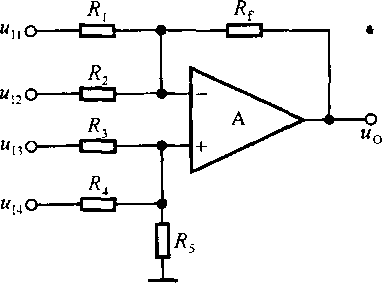 R1 Rf
uI1
R2
uI2 − A
R3
uI3 + uO
R4
uI4
R5